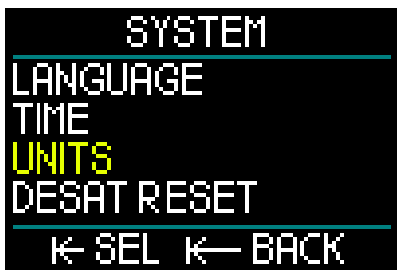 SYSTEM
LANGUAGE
TIME
UNITS
DESAT RESET
SEL BACK